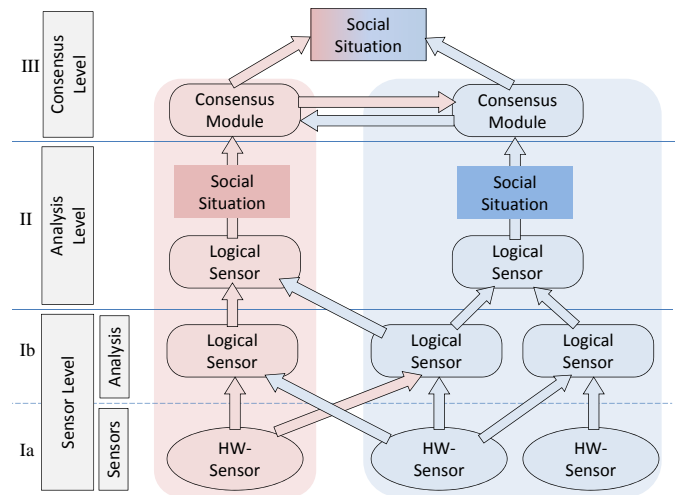 Social
Situation
III
Consensus
Level
Consensus
Module
Consensus
Module
II
Analysis
Level
Social
Situation
Social
Situation
Logical
Sensor
Logical
Sensor
Sensor Level
Ib
Analysis
Logical
Sensor
Logical
Sensor
Logical
Sensor
Ia
Sensors
HW-
Sensor
HW-
Sensor
HW-
Sensor